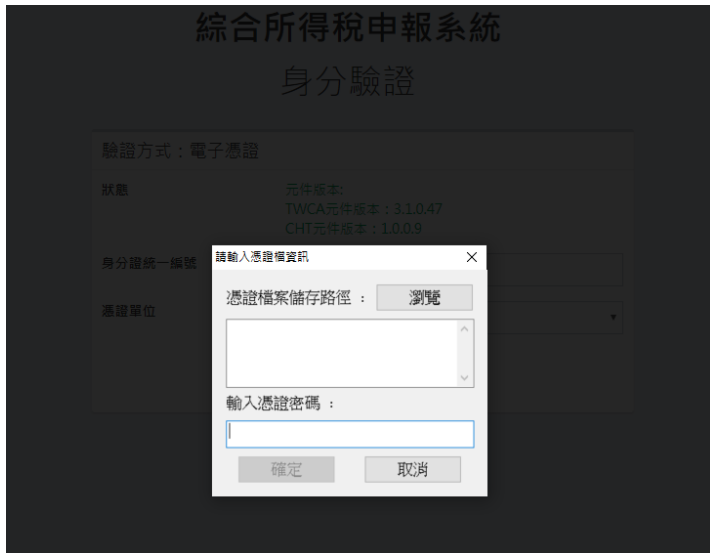 綜合所得稅申報系統
身分驗證
驗證方式：電子憑證
狀態
元件版本:
TWCA元件版本：3.1.0.47
CHT元件版本：1.0.0.9
身分證統一編號
憑證單位
請輸入憑證檔資訊
憑證檔案儲存路徑 ：
瀏覽
輸入憑證密碼 ：
確定
取消